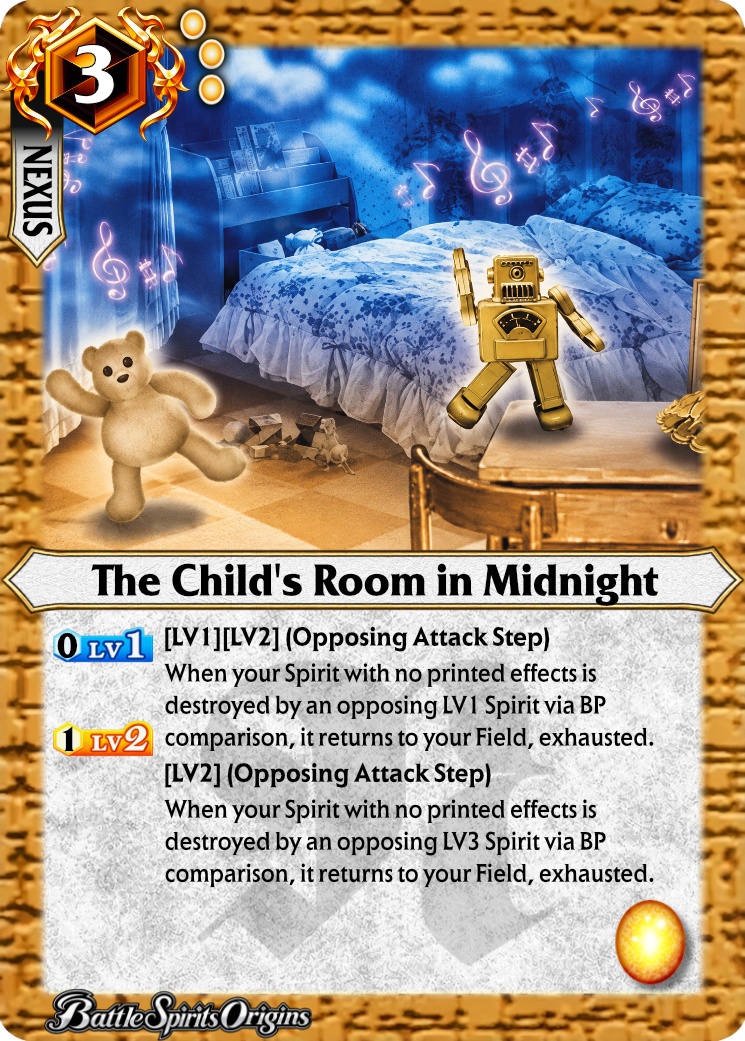 3
NEXUS
The Child's Room in Midnight
0 LV1
[LV1][LV2] (Opposing Attack Step)
When your Spirit with no printed effects is
destroyed by an opposing LV1 Spirit via BP
1 LV2
comparison, it returns to your Field, exhausted.
[LV2] (Opposing Attack Step)
When your Spirit with no printed effects is
destroyed by an opposing LV3 Spirit via BP
comparison, it returns to your Field, exhausted.
Battle Spirits Origins